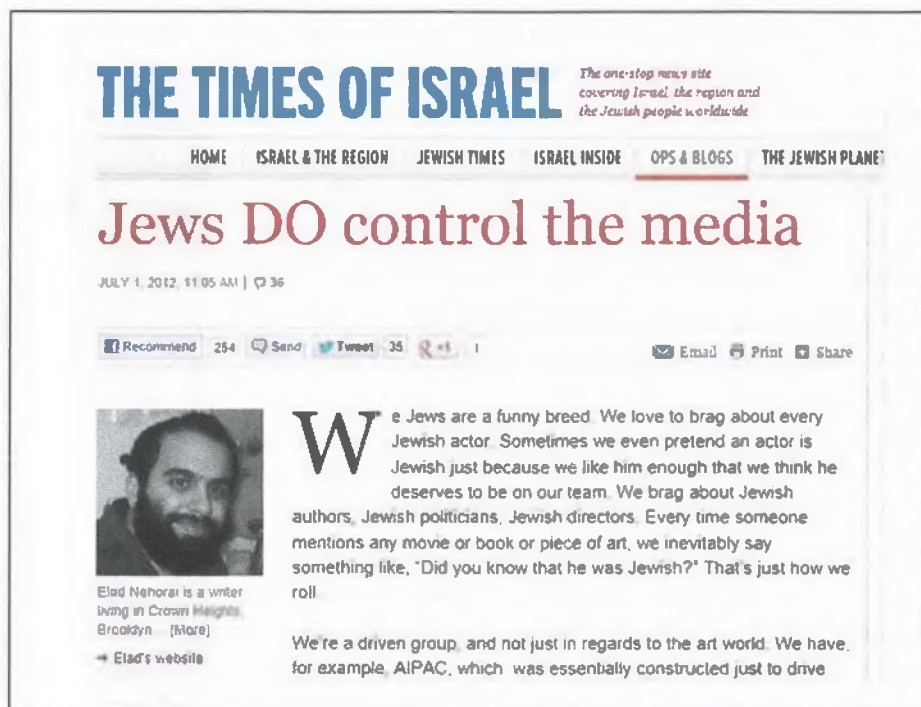 THE TIMES OF ISRAEL
The one-stop news site
covering Israel, the region and
the Jewish people worldwide
HOME ISRAEL & THE REGION JEWISH TIMES ISRAEL INSIDE OPS & BLOGS THE JEWISH PLANET
Jews DO control the media
JULY 1, 2012, 11:05 AM | 36
Recommend 254 Send Tweet 35 +1 1 Email Print Share
We Jews are a funny breed. We love to brag about every
Jewish actor. Sometimes we even pretend an actor is
Jewish just because we like him enough that we think he
deserves to be on our team. We brag about Jewish
authors, Jewish politicians, Jewish directors. Every time someone
mentions any movie or book or piece of art, we inevitably say
something like, "Did you know that he was Jewish?" That's just how we
roll.
Elad Nehorai is a writer
living in Crown Heights,
Brooklyn... [More]
→ Elad's website
We're a driven group, and not just in regards to the art world. We have,
for example, AIPAC, which was essentially constructed just to drive